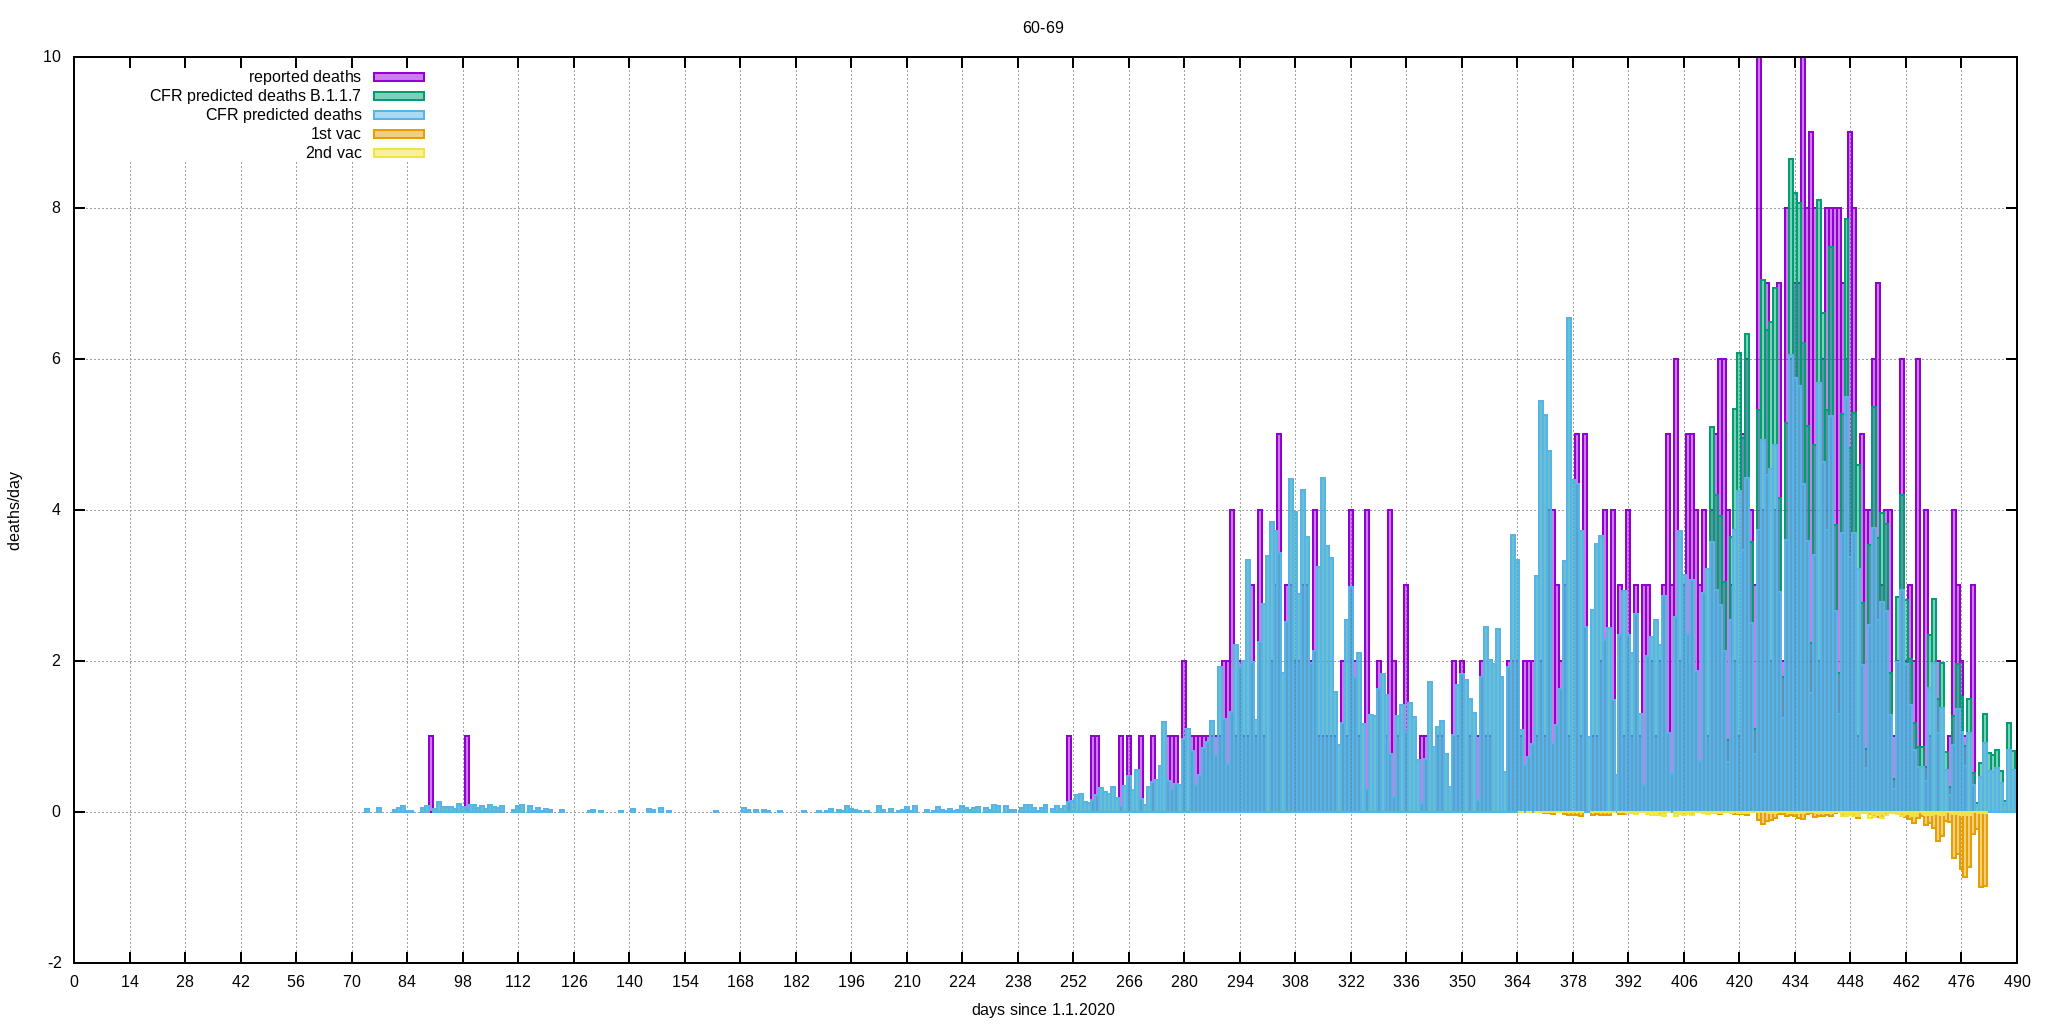 60-69
10
8
6
4
2
0
-2
deaths/day
reported deaths
CFR predicted deaths B.1.1.7
CFR predicted deaths
1st vac
2nd vac
0 14 28 42 56 70 84 98 112 126 140 154 168 182 196 210 224 238 252 266 280 294 308 322 336 350 364 378 392 406 420 434 448 462 476 490
days since 1.1.2020